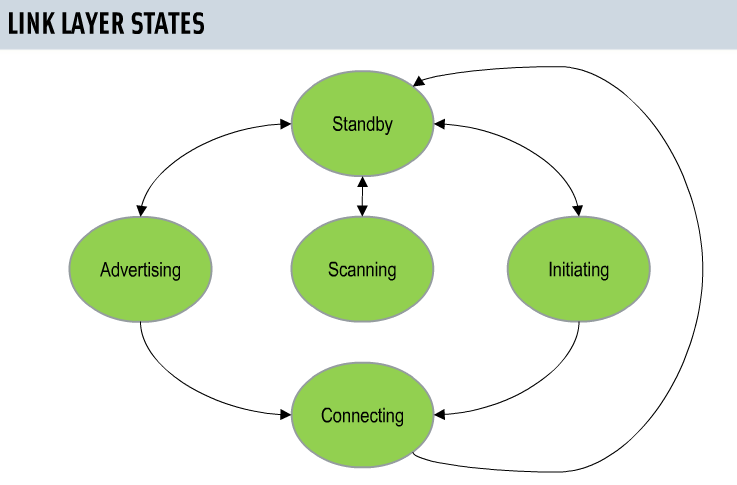 LINK LAYER STATES
Standby
Advertising
Scanning
Initiating
Connecting